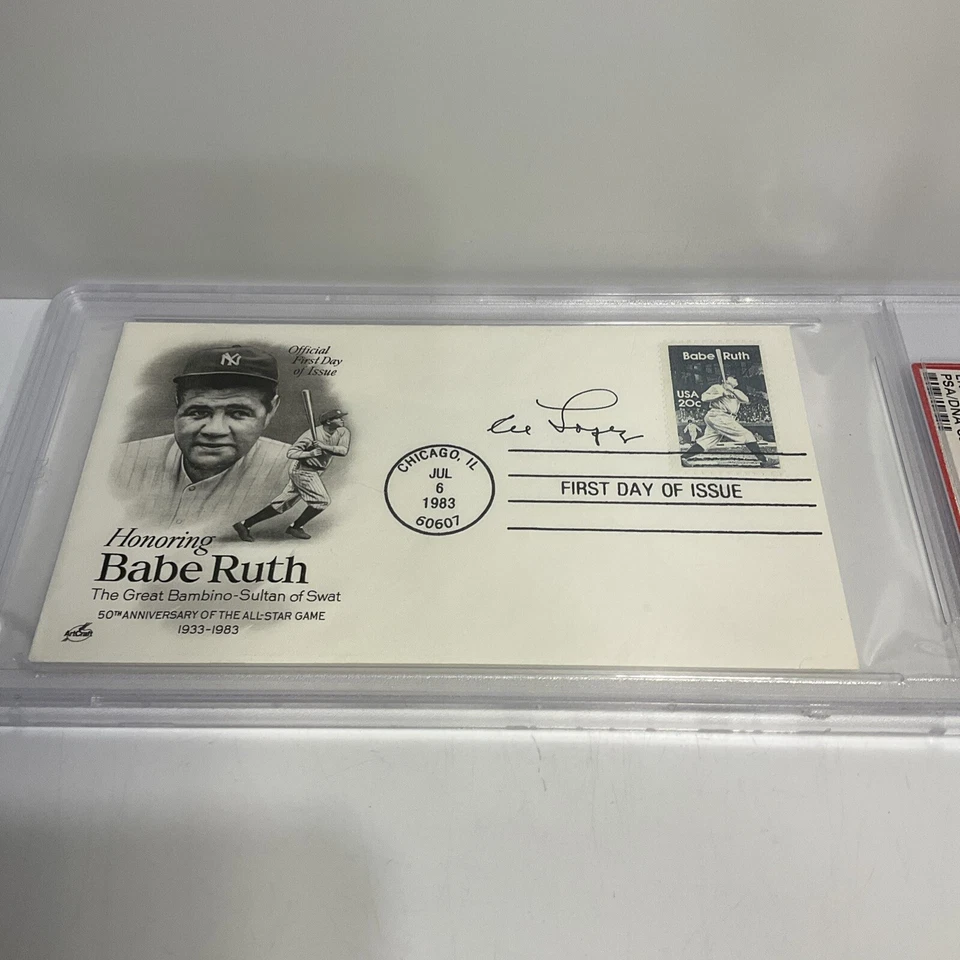 NY
Official
First Day
of Issue
Honoring
Babe Ruth
The Great Bambino-Sultan of Swat
50TH ANNIVERSARY OF THE ALL-STAR GAME
1933-1983
ArtCraft
CHICAGO, IL
JUL
6
1983
60607
Al Lopez
Babe Ruth
USA
20c
FIRST DAY OF ISSUE
PSA/DNA